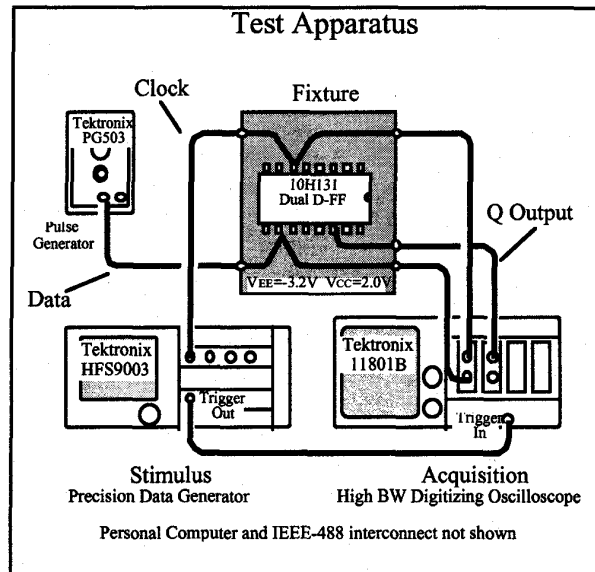 Test Apparatus
Clock
Fixture
Tektronix
PG503
10H131
Dual D-FF
Pulse
Generator
Q Output
Data
VEE=-3.2V VCC=2.0V
Tektronix
HFS9003
Trigger
Out
Tektronix
11801B
Trigger
In
Stimulus
Precision Data Generator
Acquisition
High BW Digitizing Oscilloscope
Personal Computer and IEEE-488 interconnect not shown